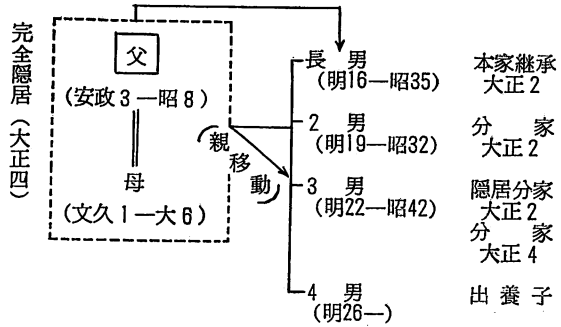 完全隠居（大正四）
父
（安政3―昭8）
母
（文久1―大6）
（親移動）
長 男
（明16―昭35）
本家継承
大正2
2 男
（明19―昭32）
分 家
大正2
3 男
（明22―昭42）
隠居分家
大正2
分 家
大正4
4 男
（明26―）
出 養 子